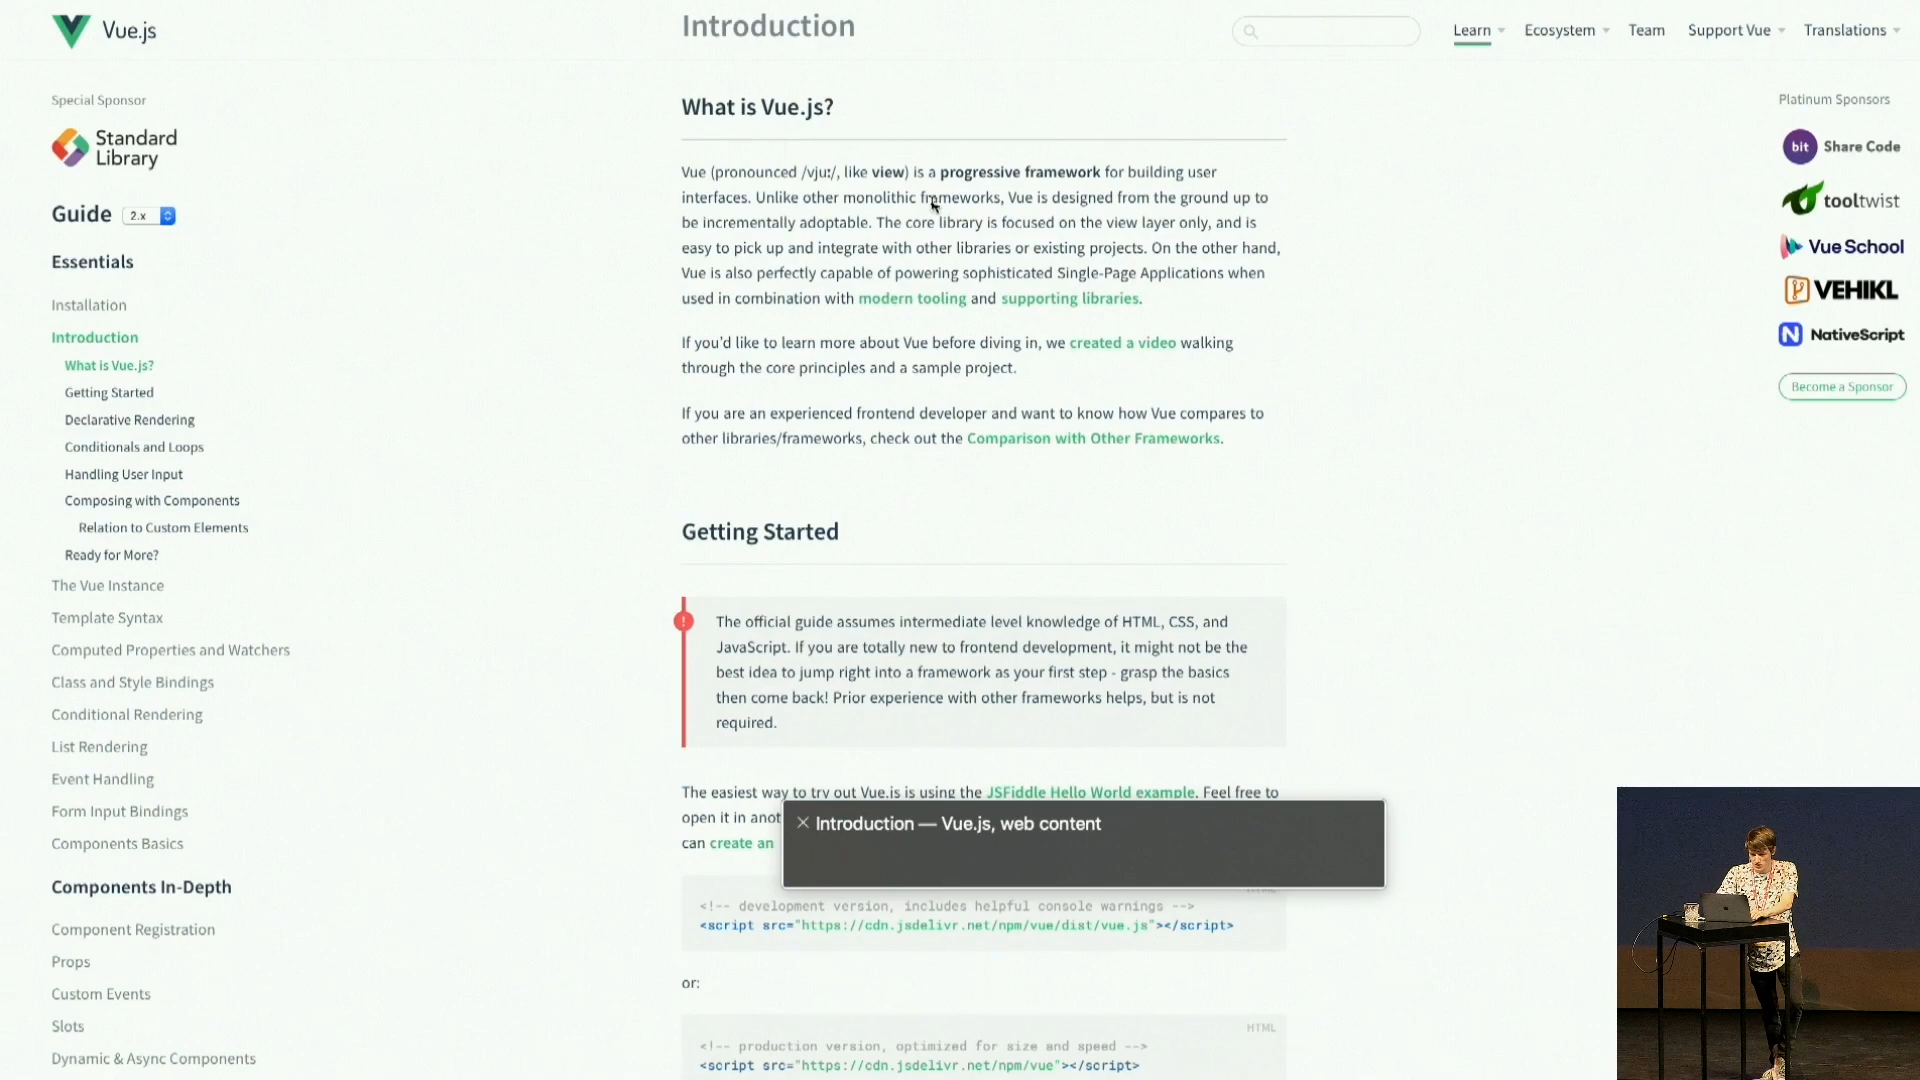 Vue.js
Introduction
Learn
Ecosystem
Team
Support Vue
Translations
Special Sponsor
Standard
Library
Guide
2.x
Essentials
Installation
Introduction
What is Vue.js?
Getting Started
Declarative Rendering
Conditionals and Loops
Handling User Input
Composing with Components
Relation to Custom Elements
Ready for More?
The Vue Instance
Template Syntax
Computed Properties and Watchers
Class and Style Bindings
Conditional Rendering
List Rendering
Event Handling
Form Input Bindings
Components Basics
Components In-Depth
Component Registration
Props
Custom Events
Slots
Dynamic & Async Components
What is Vue.js?
Vue (pronounced /vjuː/, like view) is a progressive framework for building user
interfaces. Unlike other monolithic frameworks, Vue is designed from the ground up to
be incrementally adoptable. The core library is focused on the view layer only, and is
easy to pick up and integrate with other libraries or existing projects. On the other hand,
Vue is also perfectly capable of powering sophisticated Single-Page Applications when
used in combination with modern tooling and supporting libraries.
If you'd like to learn more about Vue before diving in, we created a video walking
through the core principles and a sample project.
If you are an experienced frontend developer and want to know how Vue compares to
other libraries/frameworks, check out the Comparison with Other Frameworks.
Getting Started
!
The official guide assumes intermediate level knowledge of HTML, CSS, and
JavaScript. If you are totally new to frontend development, it might not be the
best idea to jump right into a framework as your first step - grasp the basics
then come back! Prior experience with other frameworks helps, but is not
required.
The easiest way to try out Vue.js is using the JSFiddle Hello World example. Feel free to
open it in anot
can create an
Introduction — Vue.js, web content
<!-- development version, includes helpful console warnings -->
<script src="https://cdn.jsdelivr.net/npm/vue/dist/vue.js"></script>
or:
HTML
<!-- production version, optimized for size and speed -->
<script src="https://cdn.jsdelivr.net/npm/vue"></script>
Platinum Sponsors
bit Share Code
tooltwist
Vue School
VEHIKL
N NativeScript
Become a Sponsor